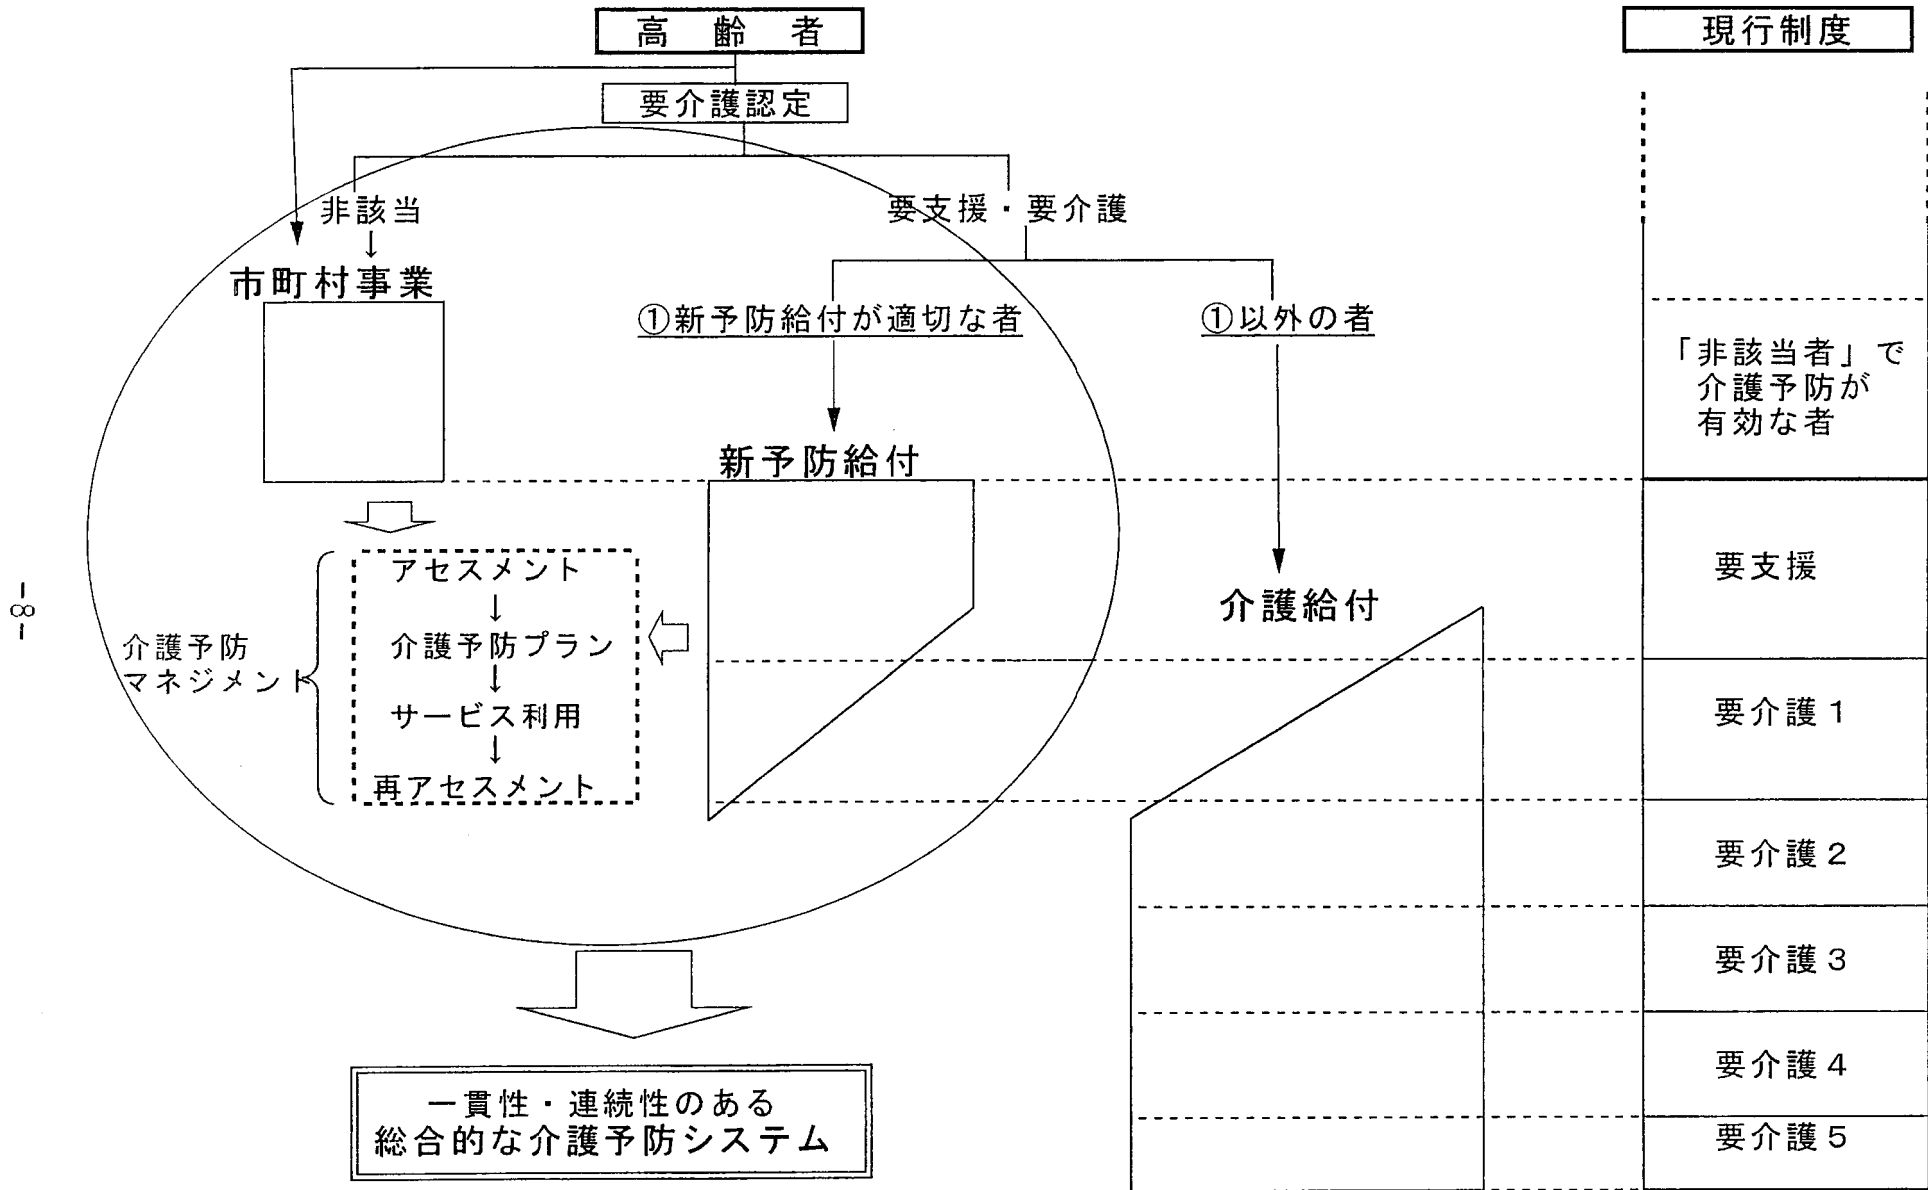 高齢者
要介護認定
非該当
↓
市町村事業
要支援・要介護
①新予防給付が適切な者
①以外の者
新予防給付
介護給付
介護予防
マネジメント
アセスメント
↓
介護予防プラン
↓
サービス利用
↓
再アセスメント
一貫性・連続性のある
総合的な介護予防システム
現行制度
「非該当者」で
介護予防が
有効な者
要支援
要介護1
要介護2
要介護3
要介護4
要介護5
-8-